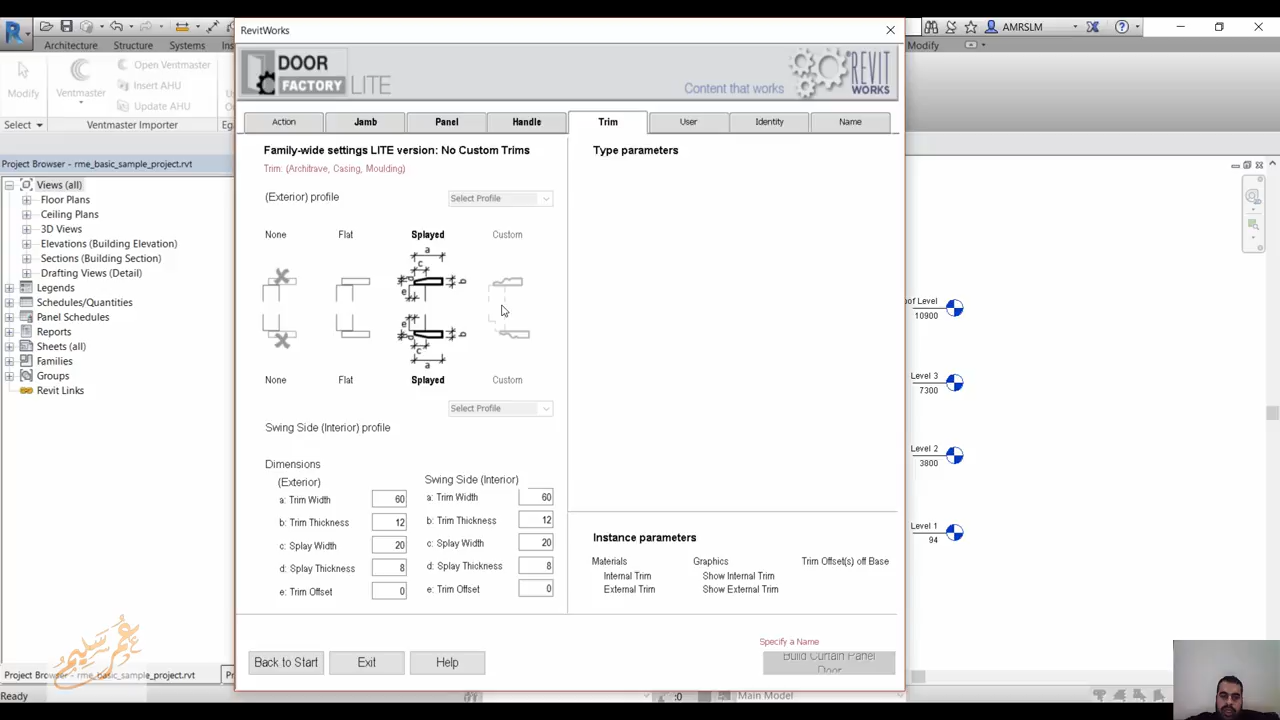 RevitWorks
AMRSLM
Architecture
Structure
Systems
Modify
DOOR
FACTORY LITE
Content that works
REVIT
WORKS
Modify
Ventmaster
Open Ventmaster
Insert AHU
Update AHU
Select
Ventmaster Importer
Action
Jamb
Panel
Handle
Trim
User
Identity
Name
Project Browser - rme_basic_sample_project.rvt
Views (all)
Floor Plans
Ceiling Plans
3D Views
Elevations (Building Elevation)
Sections (Building Section)
Drafting Views (Detail)
Legends
Schedules/Quantities
Panel Schedules
Reports
Sheets (all)
Families
Groups
Revit Links
Family-wide settings LITE version: No Custom Trims
Trim: (Architrave, Casing, Moulding)
(Exterior) profile
Select Profile
None
Flat
Splayed
Custom
a
c
b
e
e
b
c
a
None
Flat
Splayed
Custom
Select Profile
Swing Side (Interior) profile
Dimensions
(Exterior)
a: Trim Width 60
b: Trim Thickness 12
c: Splay Width 20
d: Splay Thickness 8
e: Trim Offset 0
Swing Side (Interior)
a: Trim Width 60
b: Trim Thickness 12
c: Splay Width 20
d: Splay Thickness 8
e: Trim Offset 0
Type parameters
Instance parameters
Materials
Internal Trim
External Trim
Graphics
Show Internal Trim
Show External Trim
Trim Offset(s) off Base
Specify a Name
Back to Start
Exit
Help
Build Curtain Panel
Door
of Level
10900
Level 3
7300
Level 2
3800
Level 1
94
عمر سليم
Project Browser - rme_basic_sample_project.rvt
Ready
:0
Main Model